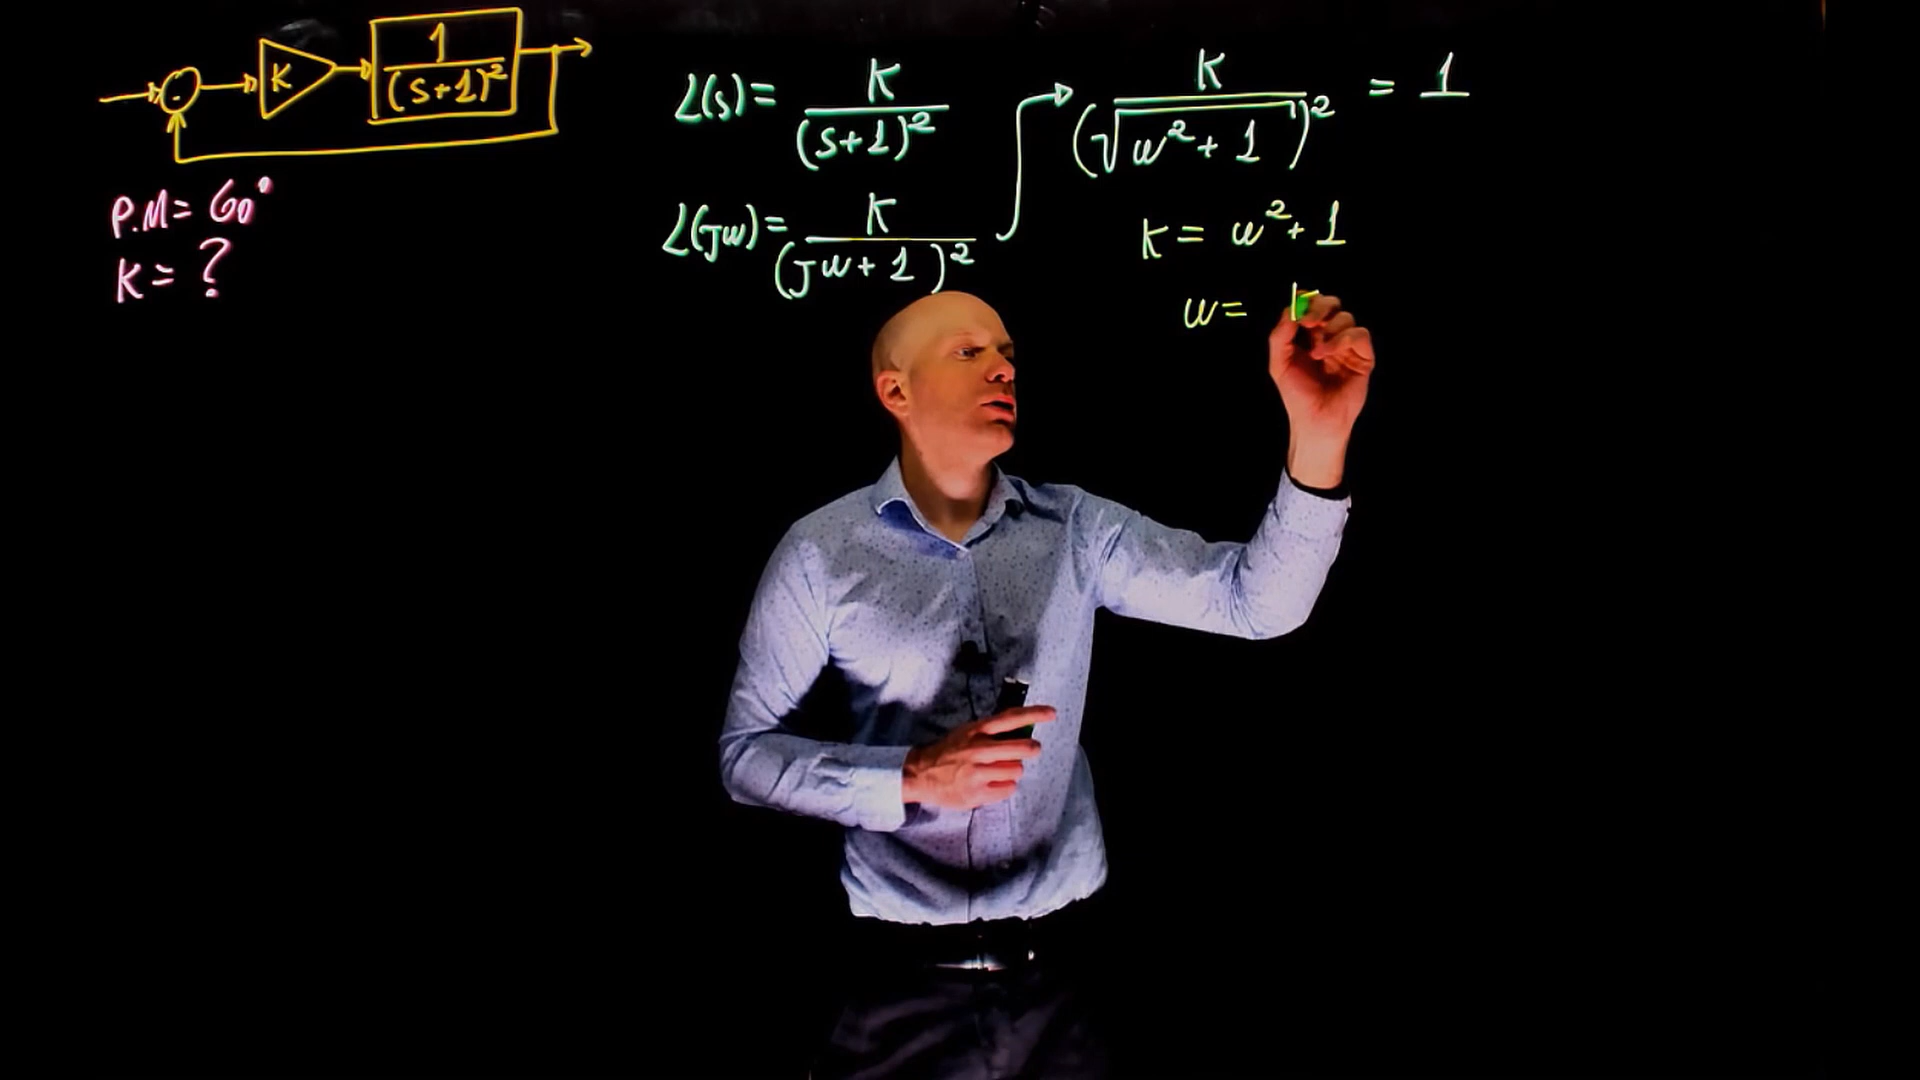 K 1/(s+1)²
P.M = 60°
K = ?
L(s) = K/(s+1)²
L(jw) = K/(jw+1)²
K/(√(w²+1))² = 1
K = w²+1
w =